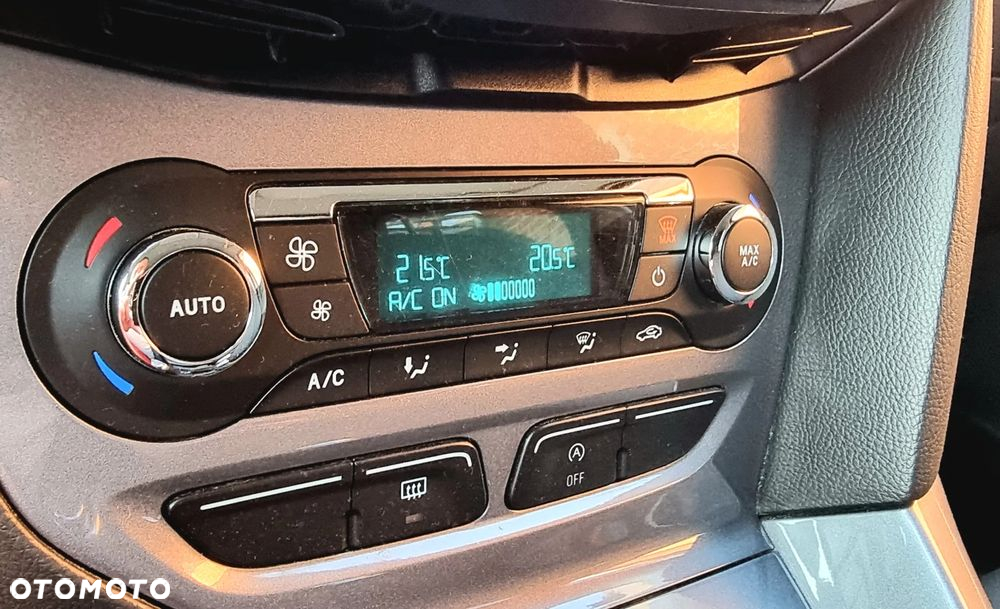 21.5°C 20.5°C
A/C ON
AUTO
MAX
MAX
A/C
A/C
A
OFF
OTOMOTO